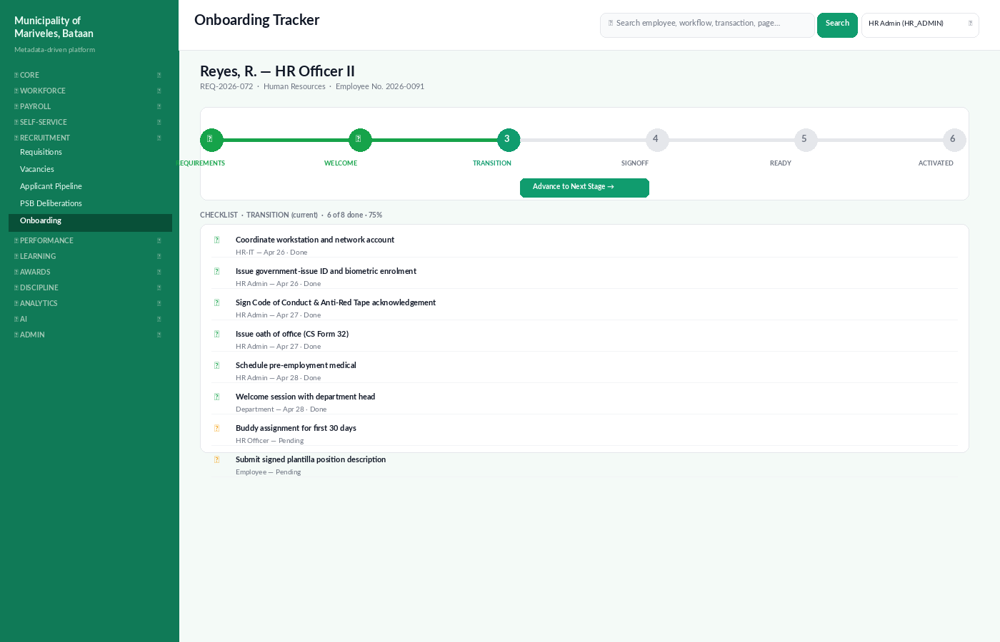 Municipality of
Mariveles, Bataan
Metadata-driven platform
CORE
WORKFORCE
PAYROLL
SELF-SERVICE
RECRUITMENT
Requisitions
Vacancies
Applicant Pipeline
PSB Deliberations
Onboarding
PERFORMANCE
LEARNING
AWARDS
DISCIPLINE
ANALYTICS
AI
ADMIN
Onboarding Tracker
Search employee, workflow, transaction, page...
Search
HR Admin (HR_ADMIN)
Reyes, R. — HR Officer II
REQ-2026-072 · Human Resources · Employee No. 2026-0091
3
4
5
6
REQUIREMENTS
WELCOME
TRANSITION
SIGNOFF
READY
ACTIVATED
Advance to Next Stage →
CHECKLIST · TRANSITION (current) · 6 of 8 done · 75%
Coordinate workstation and network account
HR-IT — Apr 26 · Done
Issue government-issue ID and biometric enrolment
HR Admin — Apr 26 · Done
Sign Code of Conduct & Anti-Red Tape acknowledgement
HR Admin — Apr 27 · Done
Issue oath of office (CS Form 32)
HR Admin — Apr 27 · Done
Schedule pre-employment medical
HR Admin — Apr 28 · Done
Welcome session with department head
Department — Apr 28 · Done
Buddy assignment for first 30 days
HR Officer — Pending
Submit signed plantilla position description
Employee — Pending